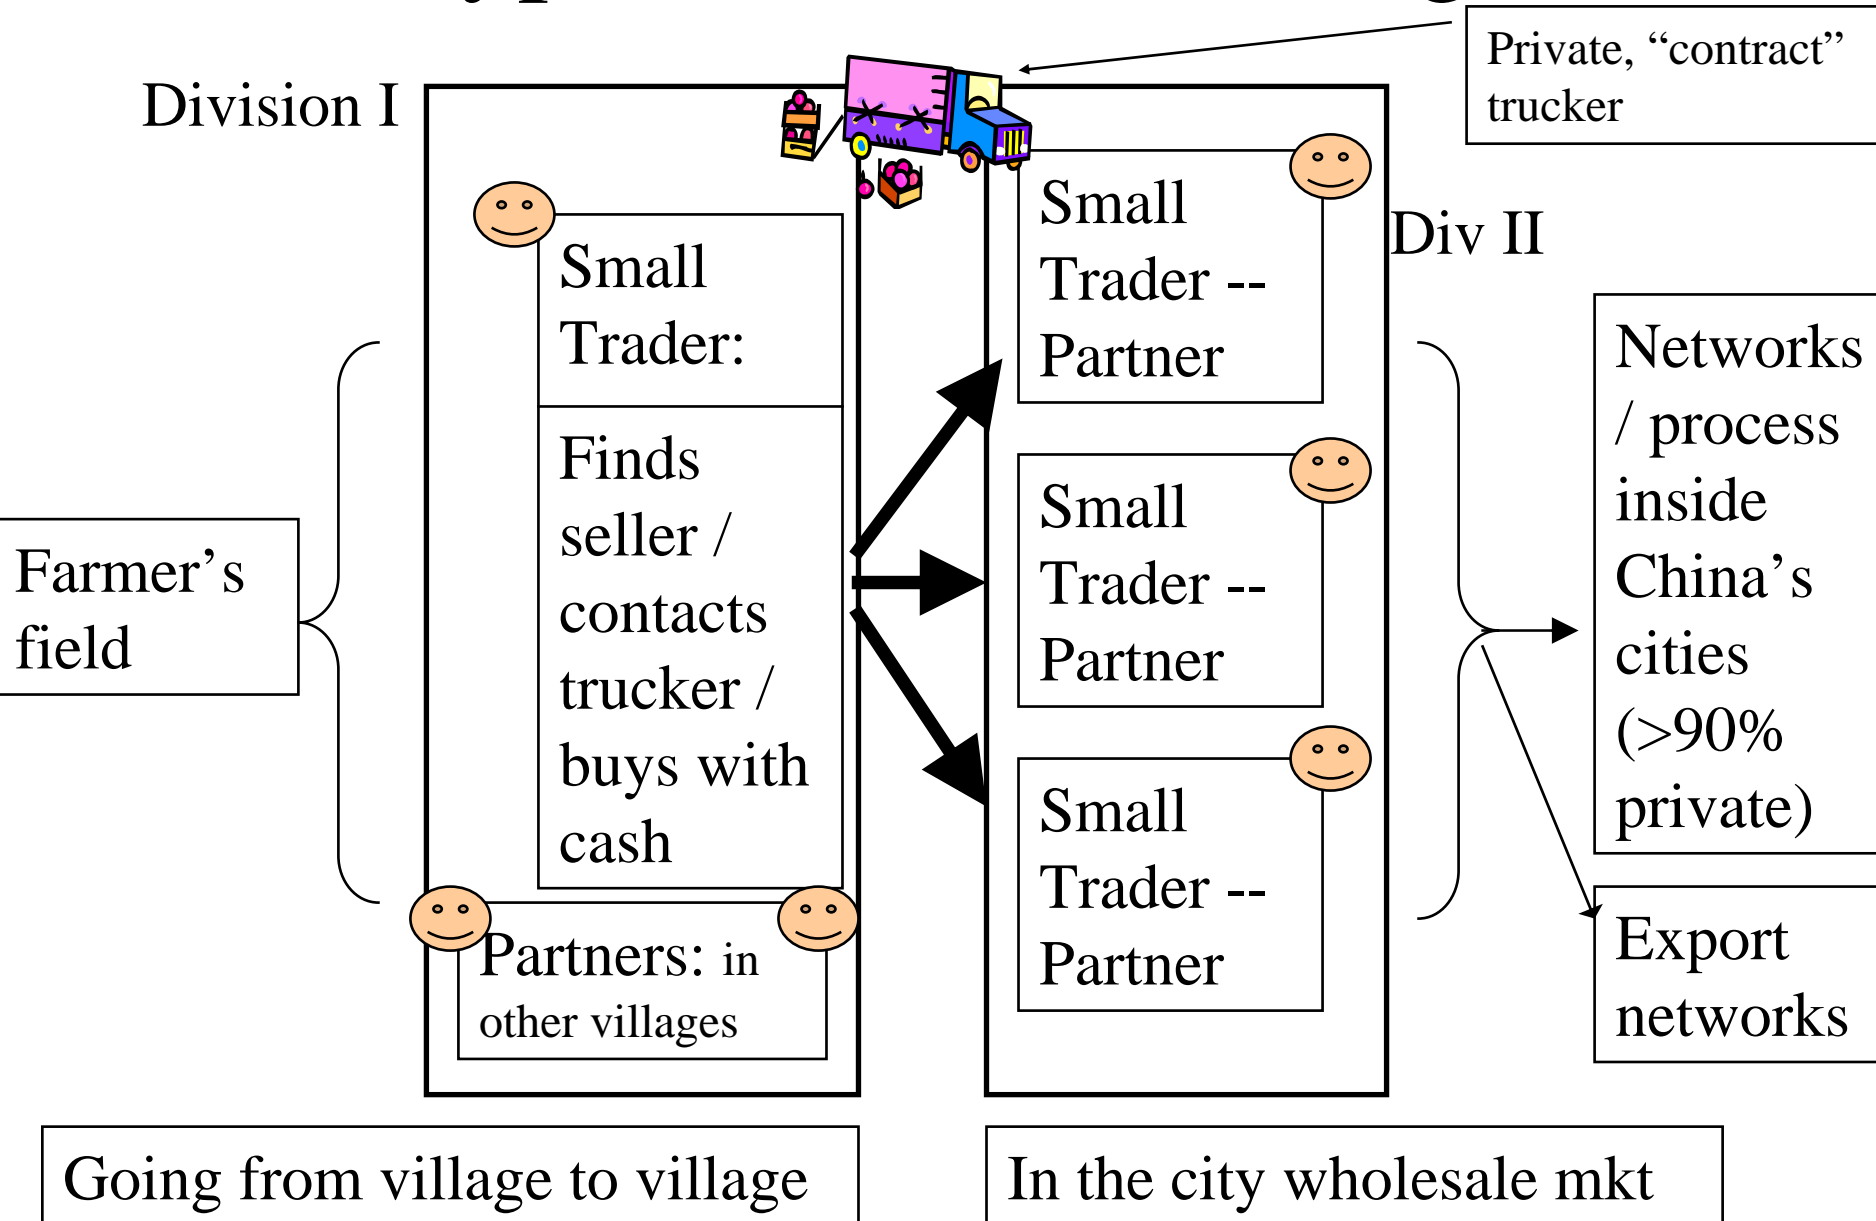 Private, “contract”
trucker
Division I
Div II
Small
Trader:
Finds
seller /
contacts
trucker /
buys with
cash
Partners: in
other villages
Farmer’s
field
Small
Trader --
Partner
Small
Trader --
Partner
Small
Trader --
Partner
Networks
/ process
inside
China’s
cities
(>90%
private)
Export
networks
Going from village to village
In the city wholesale mkt